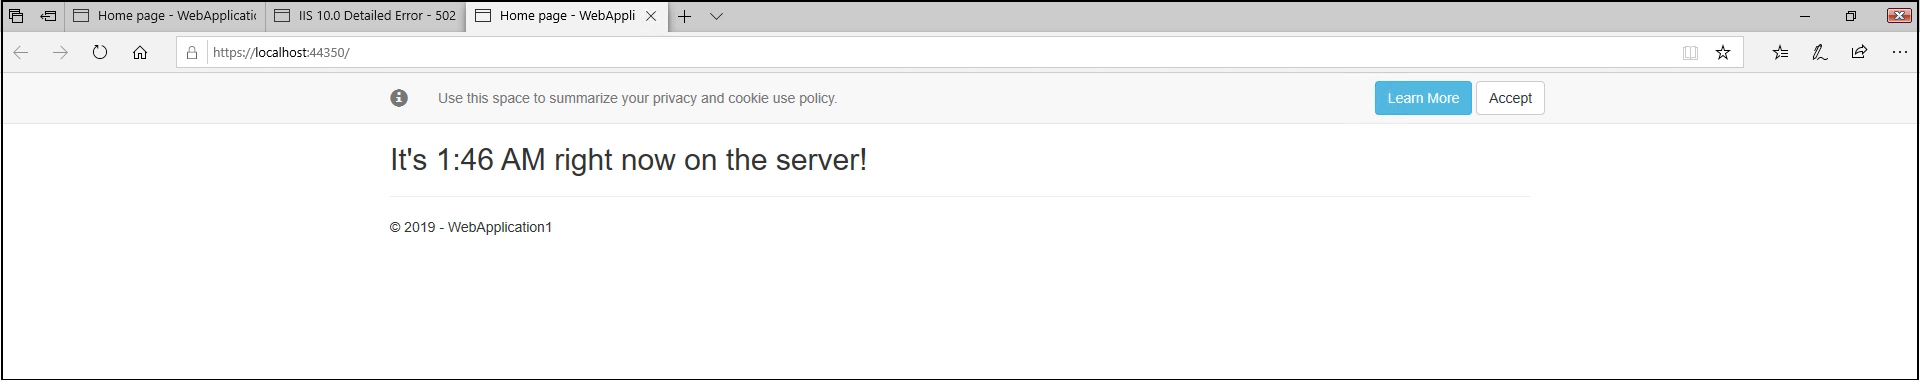 Home page - WebApplicatic
IIS 10.0 Detailed Error - 502
Home page - WebAppli
https://localhost:44350/
Use this space to summarize your privacy and cookie use policy.
Learn More
Accept
It's 1:46 AM right now on the server!
© 2019 - WebApplication1